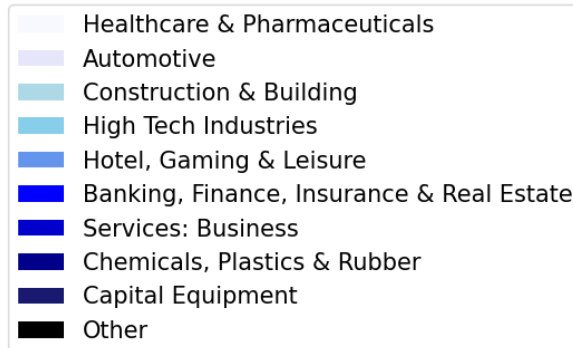 Healthcare & Pharmaceuticals
Automotive
Construction & Building
High Tech Industries
Hotel, Gaming & Leisure
Banking, Finance, Insurance & Real Estate
Services: Business
Chemicals, Plastics & Rubber
Capital Equipment
Other